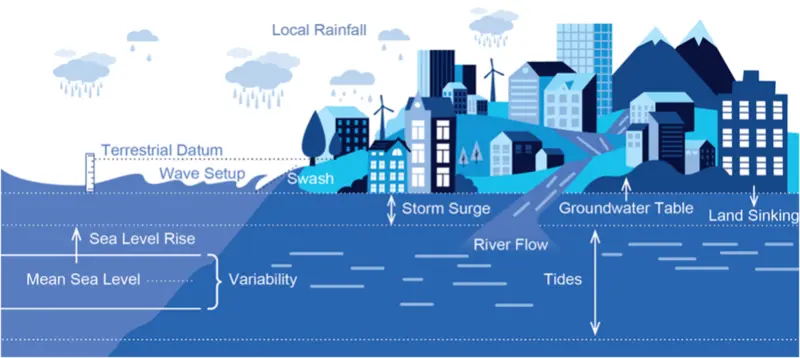 Local Rainfall
Terrestrial Datum
Wave Setup
Swash
Storm Surge
Groundwater Table
Land Sinking
Sea Level Rise
River Flow
Mean Sea Level
Variability
Tides